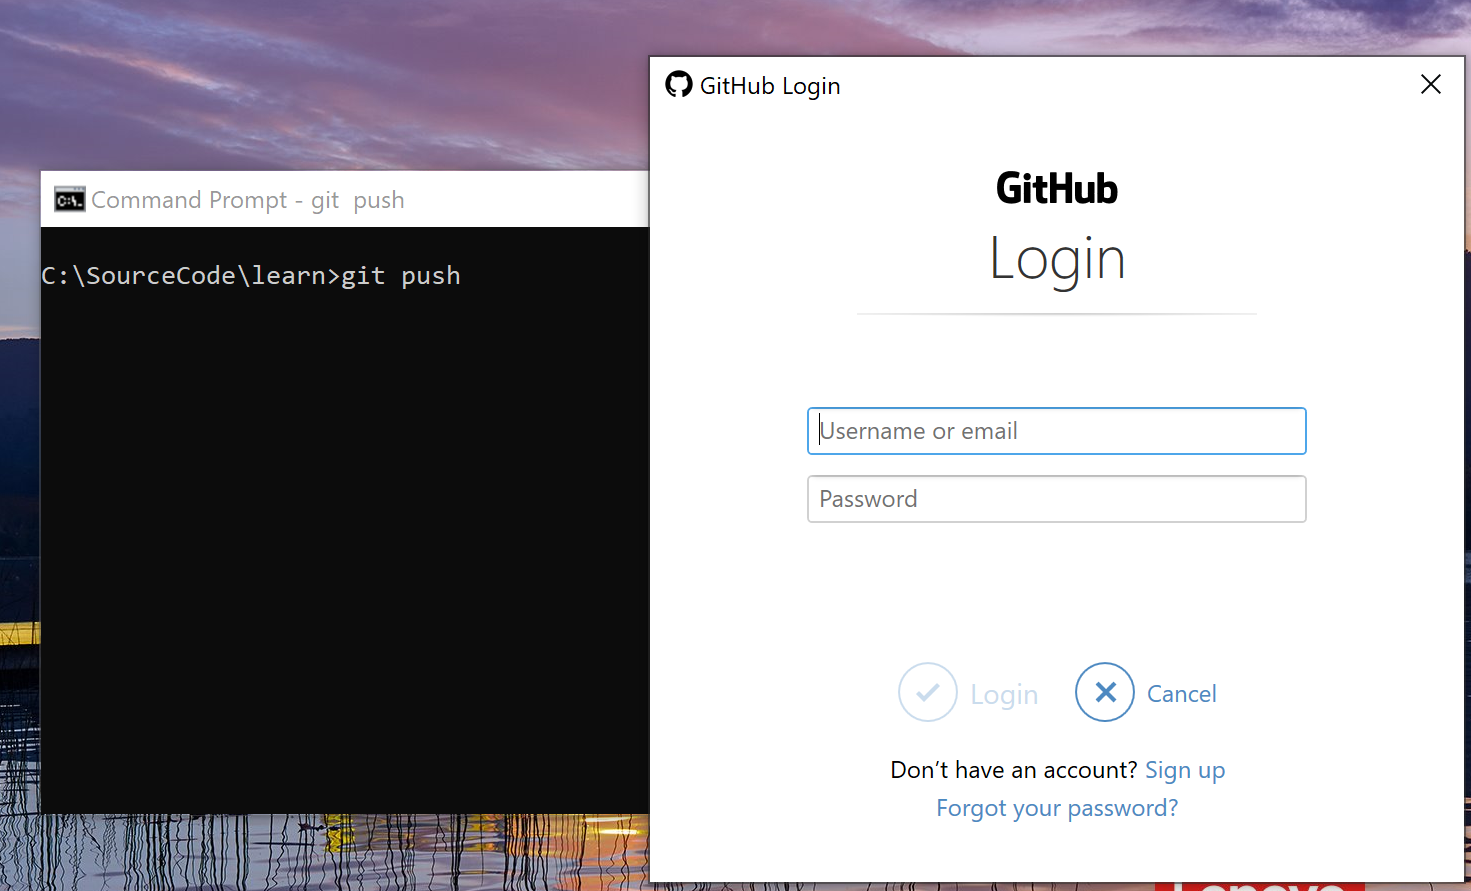 GitHub Login
GitHub
Login
Command Prompt - git  push
C:\SourceCode\learn>git push
Username or email
Password
Login
Cancel
Don’t have an account? Sign up
Forgot your password?
Lenovo